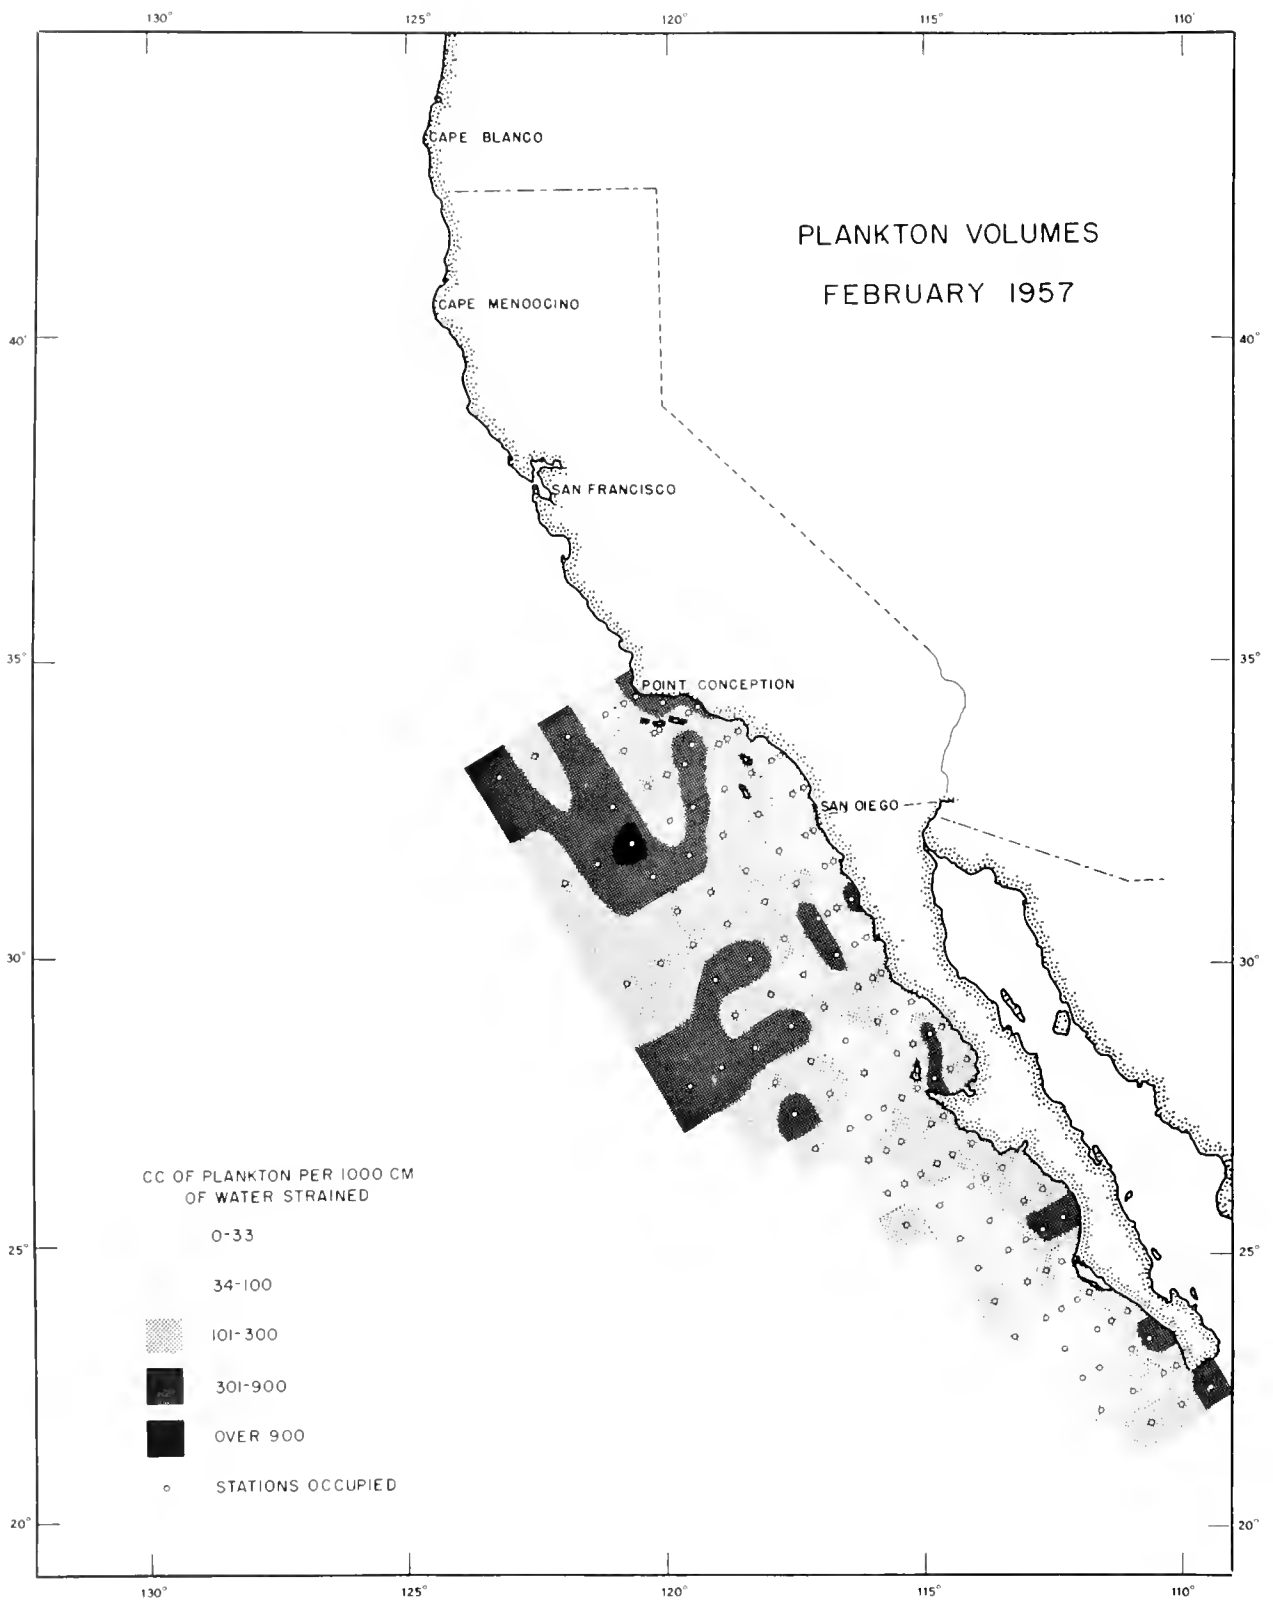 130° 125° 120° 115° 110°
CAPE BLANCO
PLANKTON VOLUMES
FEBRUARY 1957
CAPE MENDOCINO
40° 40°
SAN FRANCISCO
35° 35°
POINT CONCEPTION
SAN DIEGO
30° 30°
CC OF PLANKTON PER 1000 CM
OF WATER STRAINED
0-33
25° 25°
34-100
101-300
301-900
OVER 900
STATIONS OCCUPIED
20° 20°
130° 125° 120° 115° 110°